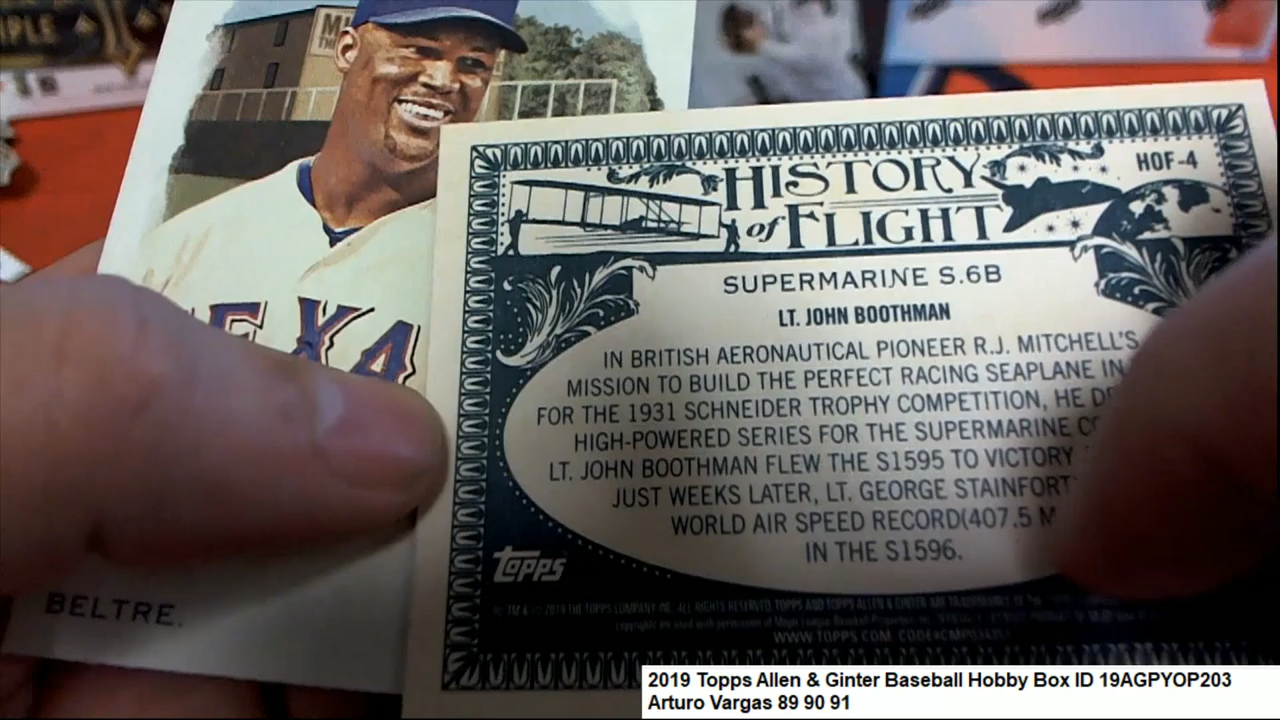 HISTORY
of FLIGHT
HOF-4
SUPERMARINE S.6B
LT. JOHN BOOTHMAN
IN BRITISH AERONAUTICAL PIONEER R.J. MITCHELL'S
MISSION TO BUILD THE PERFECT RACING SEAPLANE IN
FOR THE 1931 SCHNEIDER TROPHY COMPETITION, HE
HIGH-POWERED SERIES FOR THE SUPERMARINE
LT. JOHN BOOTHMAN FLEW THE S1595 TO VICTORY
JUST WEEKS LATER, LT. GEORGE STAINFORT
WORLD AIR SPEED RECORD(407.5 M
IN THE S1596.
TOPPS
WWW.TOPPS.COM
TEXA
BELTRE.
2019 Topps Allen & Ginter Baseball Hobby Box ID 19AGPYOP203
Arturo Vargas 89 90 91